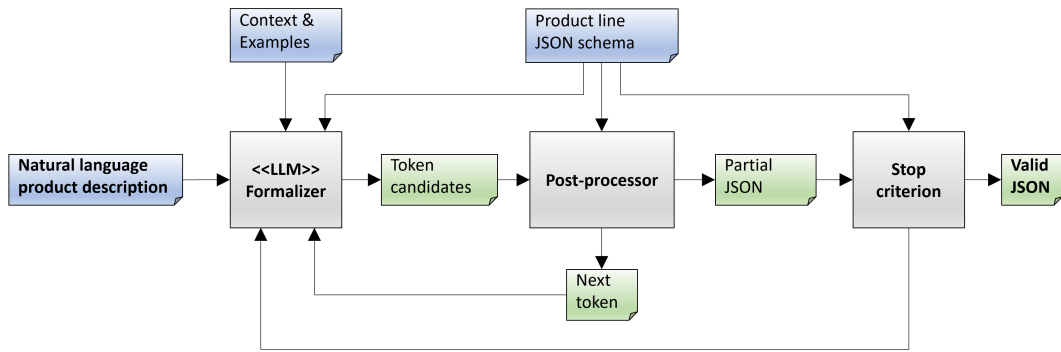 Context &
Examples
Product line
JSON schema
Natural language
product description
<<LLM>>
Formalizer
Token
candidates
Post-processor
Partial
JSON
Stop
criterion
Valid
JSON
Next
token